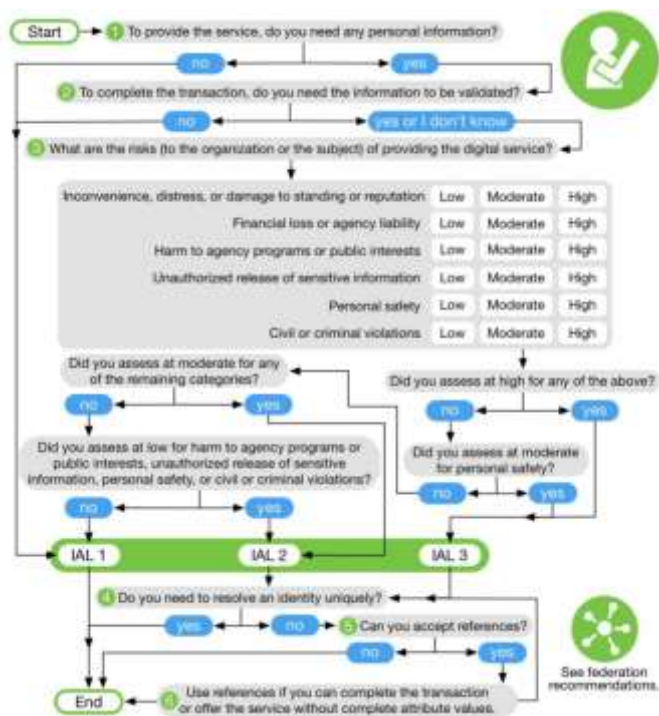 Start
1 To provide the service, do you need any personal information?
no
yes
2 To complete the transaction, do you need the information to be validated?
no
yes or I don't know
3 What are the risks (to the organization or the subject) of providing the digital service?
Inconvenience, distress, or damage to standing or reputation Low Moderate High
Financial loss or agency liability Low Moderate High
Harm to agency programs or public interests Low Moderate High
Unauthorized release of sensitive information Low Moderate High
Personal safety Low Moderate High
Civil or criminal violations Low Moderate High
Did you assess at moderate for any
of the remaining categories?
no
yes
Did you assess at high for any of the above?
no
yes
Did you assess at low for harm to agency programs or
public interests, unauthorized release of sensitive
information, personal safety, or civil or criminal violations?
no
yes
Did you assess at moderate
for personal safety?
no
yes
IAL 1
IAL 2
IAL 3
4 Do you need to resolve an identity uniquely?
yes
no
5 Can you accept references?
no
yes
6 Use references if you can complete the transaction
or offer the service without complete attribute values.
End
See federation
recommendations.